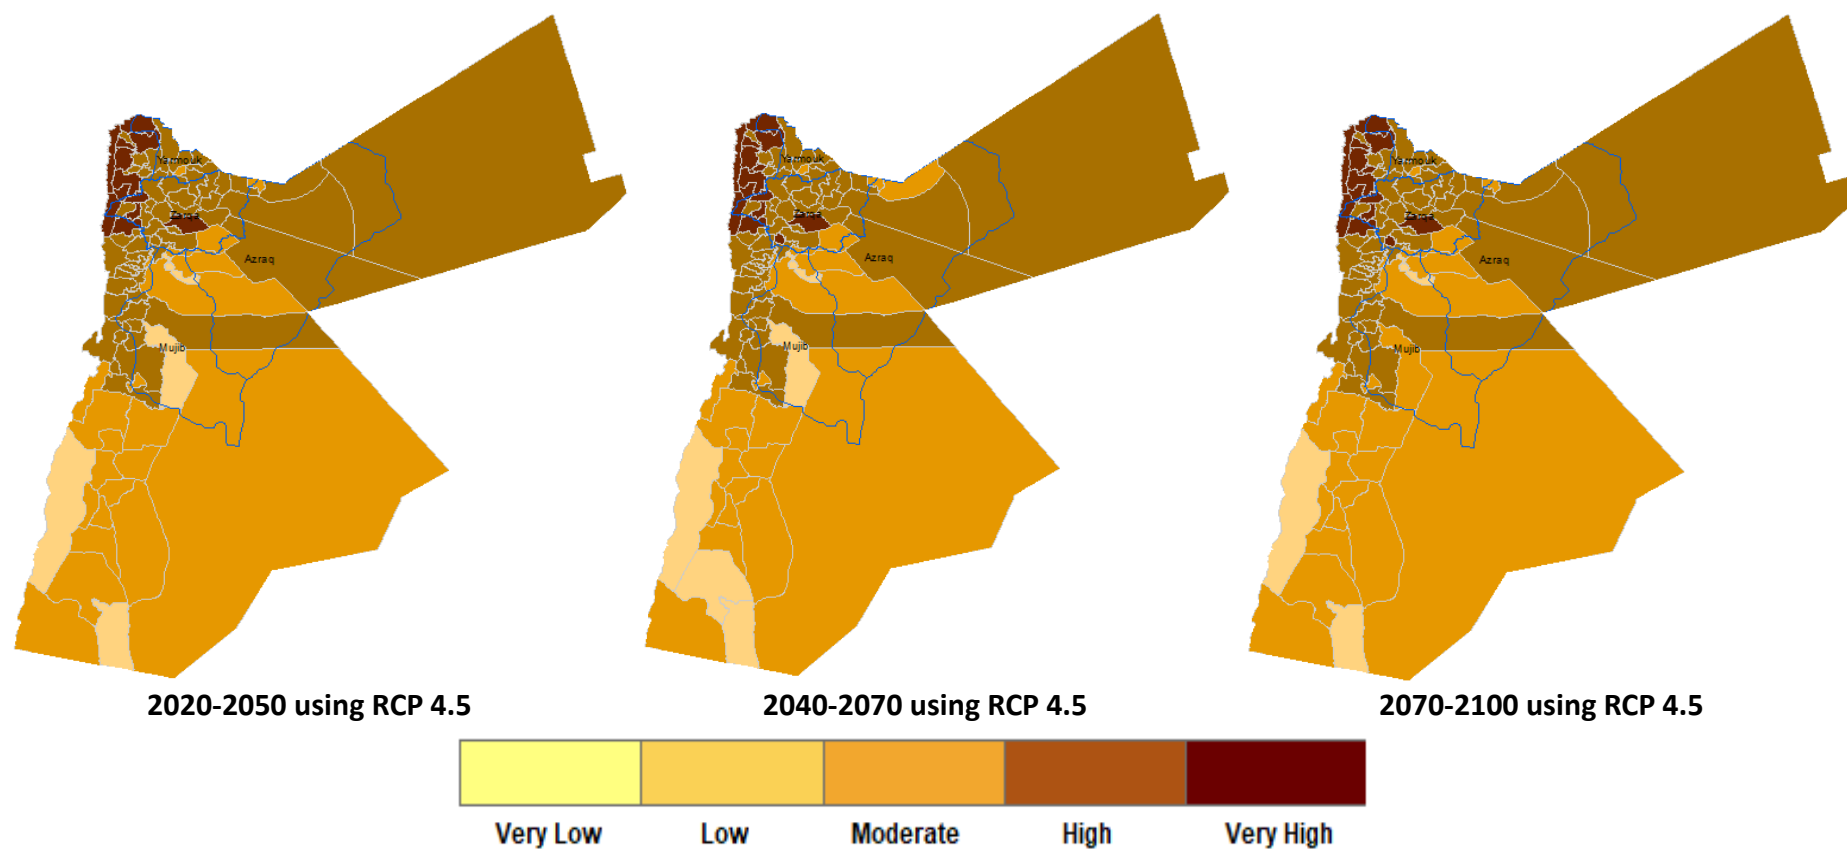 Yarmouk
Zarqa
Azraq
Mujib
Yarmouk
Zarqa
Azraq
Mujib
Yarmouk
Zarqa
Azraq
Mujib
2020-2050 using RCP 4.5
2040-2070 using RCP 4.5
2070-2100 using RCP 4.5
Very Low
Low
Moderate
High
Very High